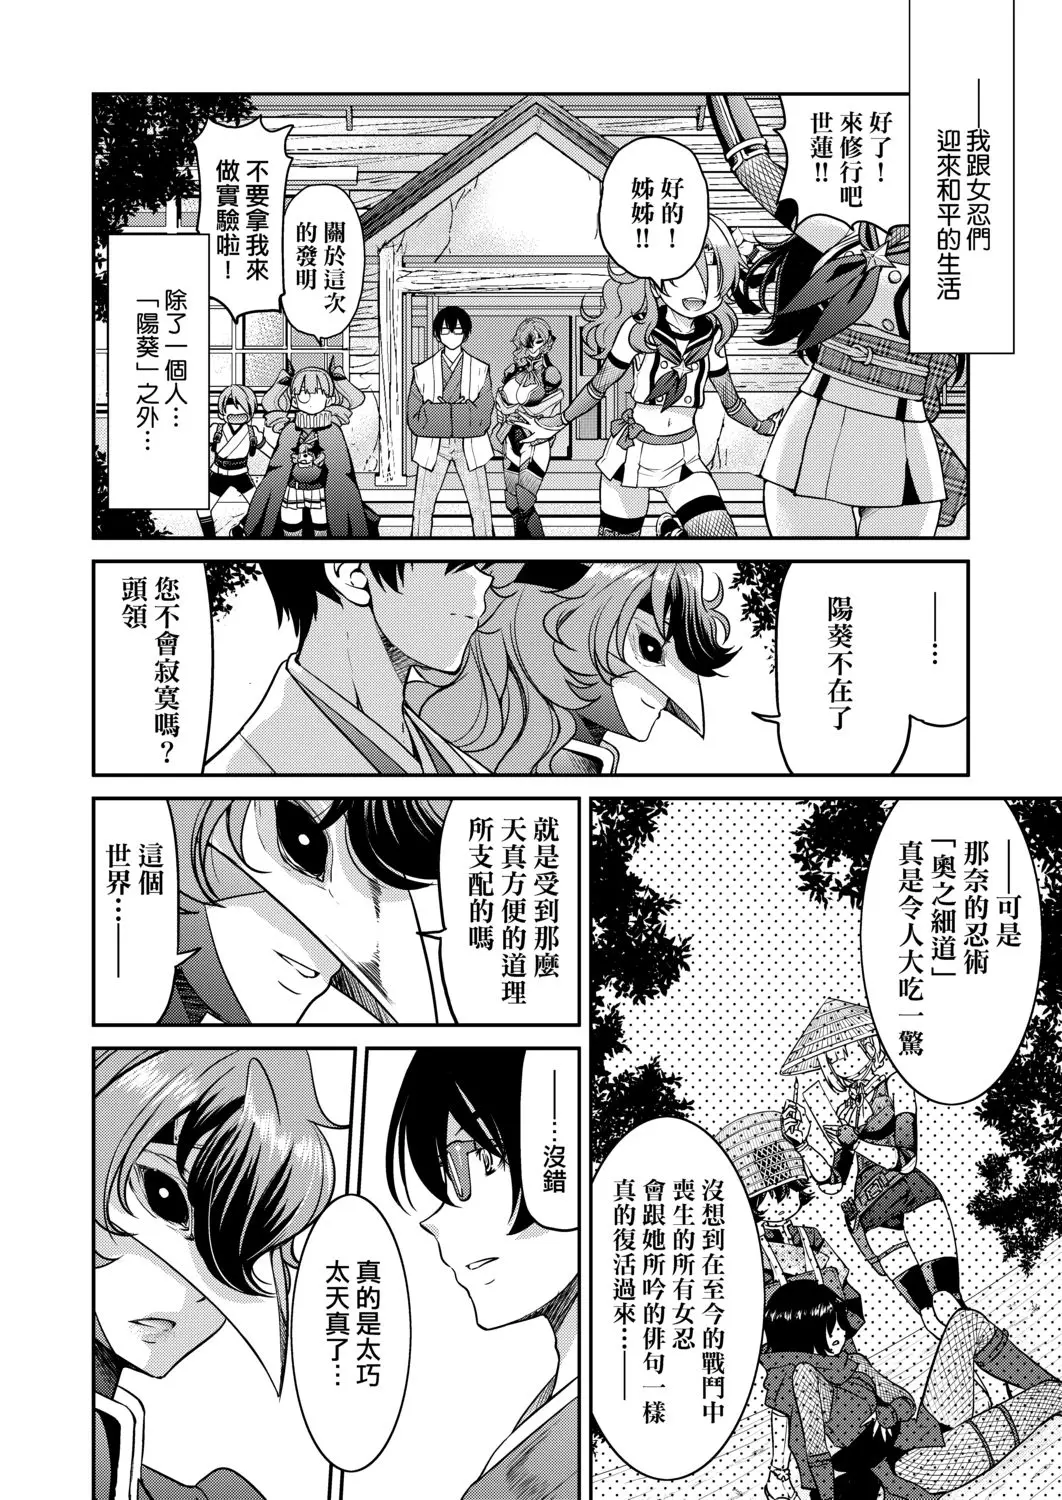 ──我跟女忍們
迎來和平的生活
好了！
來修行吧
世蓮!!
好的！
姊姊!!
關於這次
的發明
不要拿我來
做實驗啦！
除了一個人…
「陽葵」之外…
──…
陽葵不在了
您不會寂寞嗎？
頭領
──可是
那奈的忍術
「奧之細道」
真是令人大吃一驚
沒想到在至今的戰鬥中
喪生的所有女忍
會跟她所吟的俳句一樣
真的復活過來…──
就是受到那麼
天真方便的道理
所支配的嗎
這個
世界……──
──……沒錯
真的是太巧
太天真了…